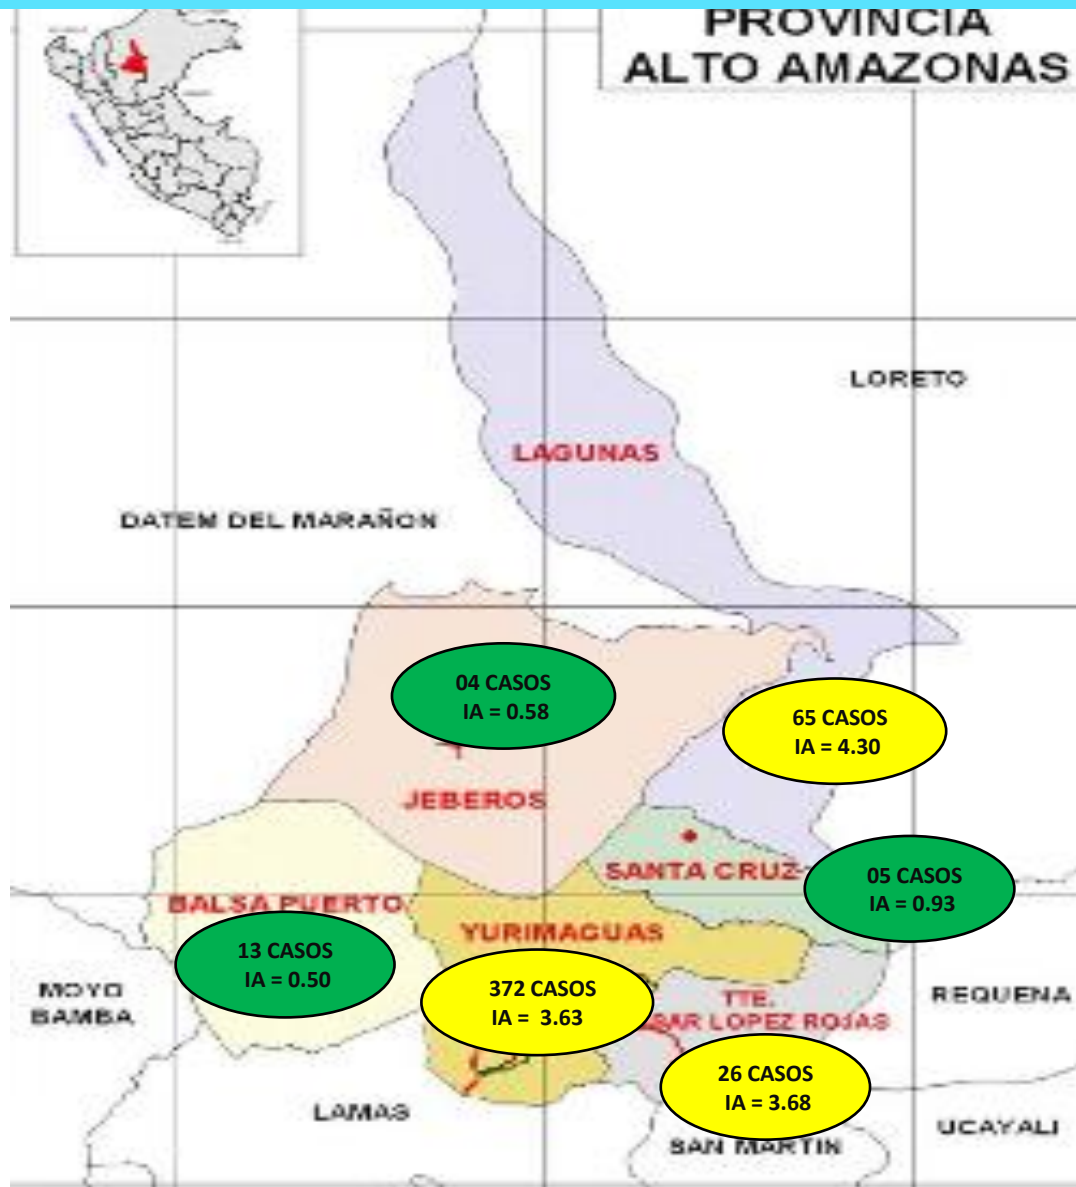 PROVINCIA
ALTO AMAZONAS
LORETO
LAGUNAS
DATEM DEL MARAÑON
04 CASOS
IA = 0.58
65 CASOS
IA = 4.30
JEBEROS
SANTA CRUZ
05 CASOS
IA = 0.93
BALSA PUERTO
YURIMAGUAS
13 CASOS
IA = 0.50
372 CASOS
IA = 3.63
MOYO
BAMBA
REQUENA
TTE.
SAR LOPEZ ROJAS
26 CASOS
IA = 3.68
LAMAS
UCAYALI
SAN MARTIN